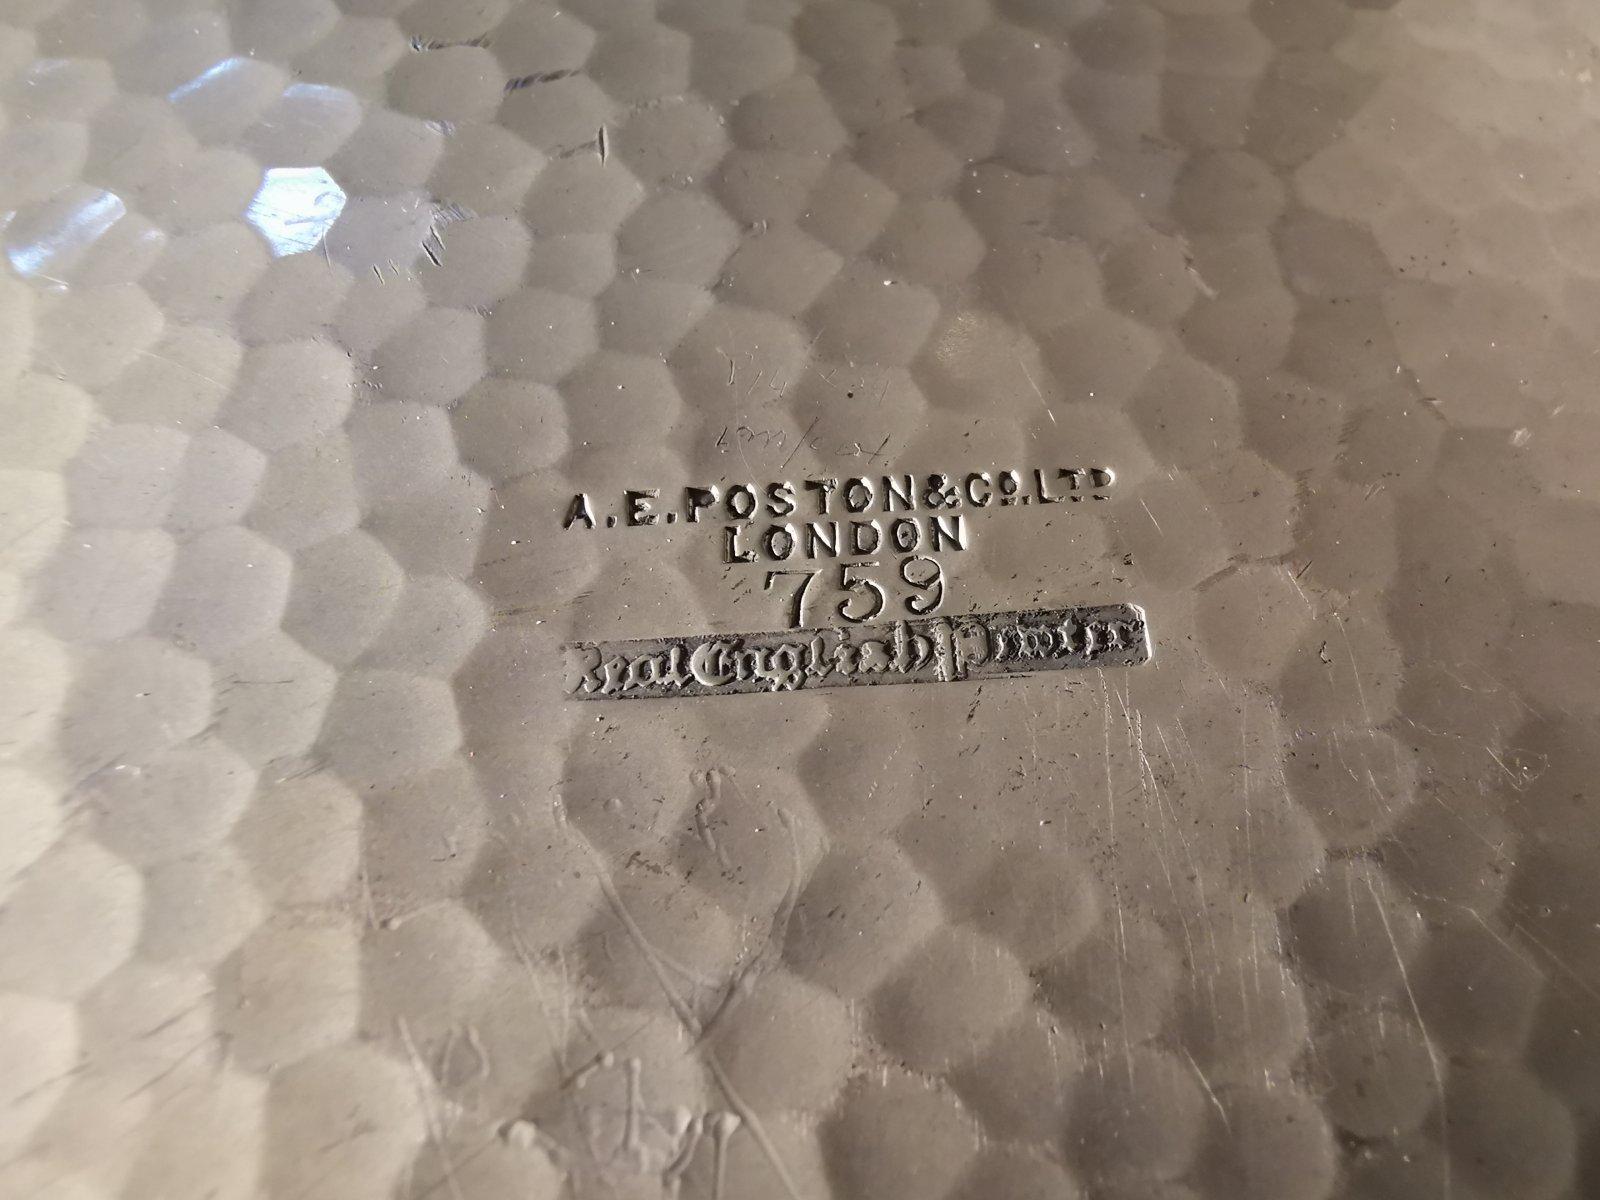 A.E.POSTON&CO.LTD
LONDON
759
Real English Pewter